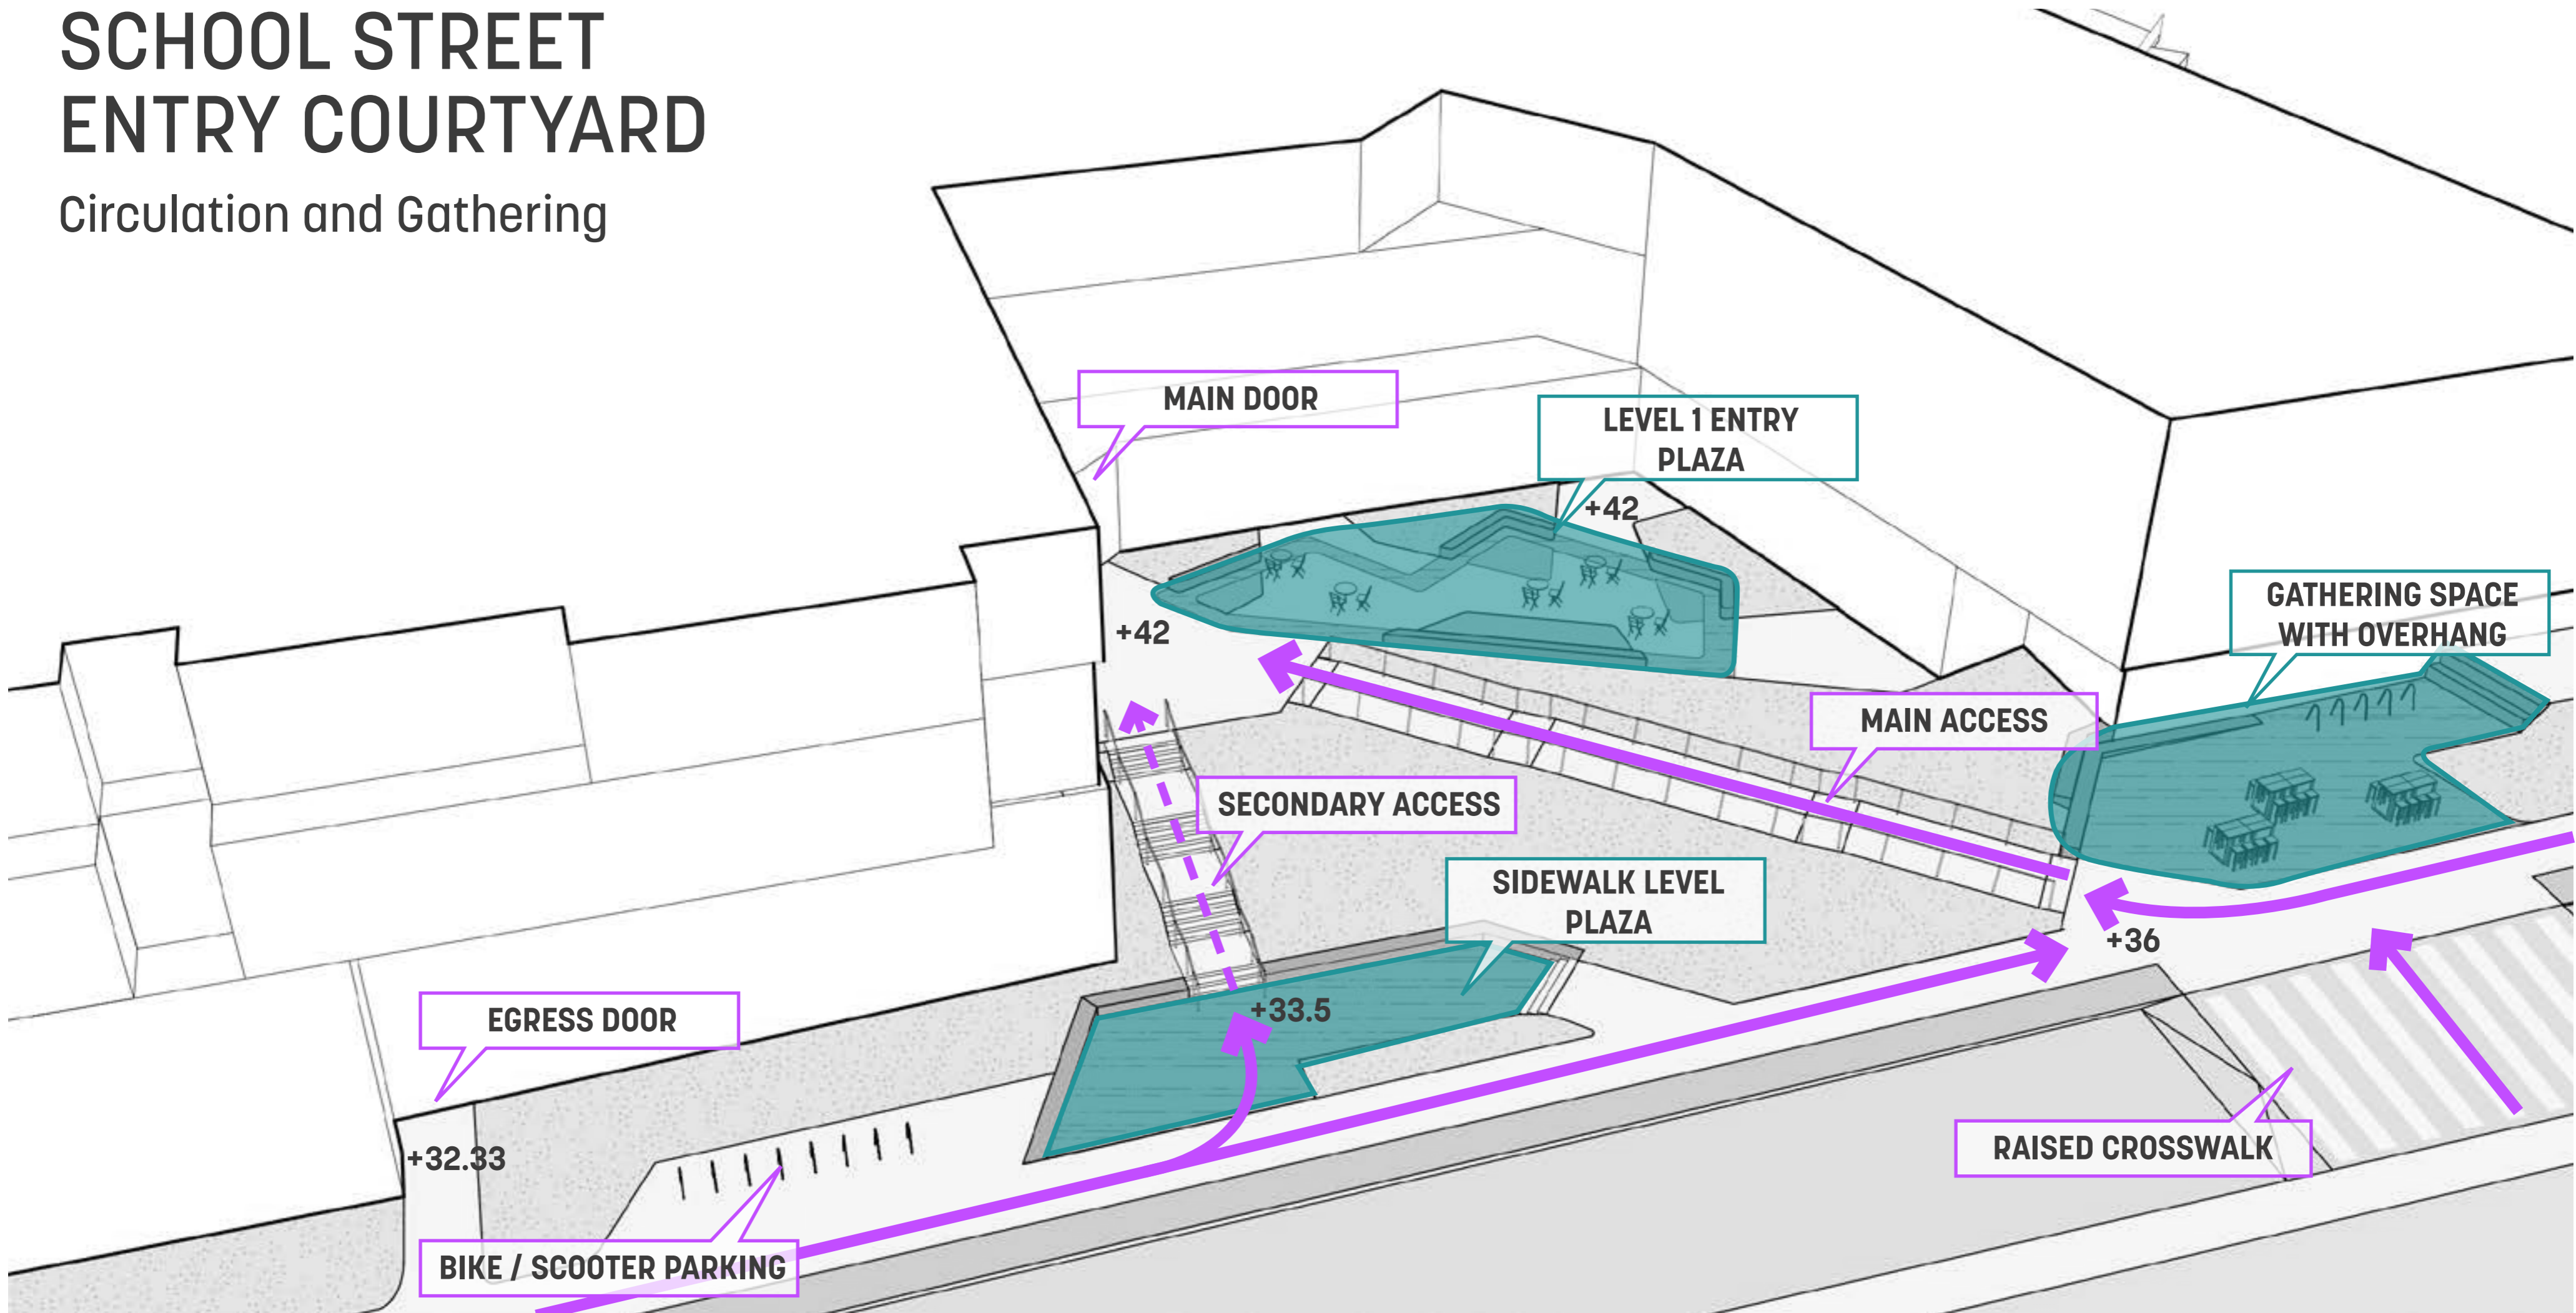 SCHOOL STREET
ENTRY COURTYARD
Circulation and Gathering
MAIN DOOR
LEVEL 1 ENTRY
PLAZA
+42
GATHERING SPACE
WITH OVERHANG
+42
MAIN ACCESS
SECONDARY ACCESS
SIDEWALK LEVEL
PLAZA
+36
+33.5
EGRESS DOOR
+32.33
RAISED CROSSWALK
BIKE / SCOOTER PARKING